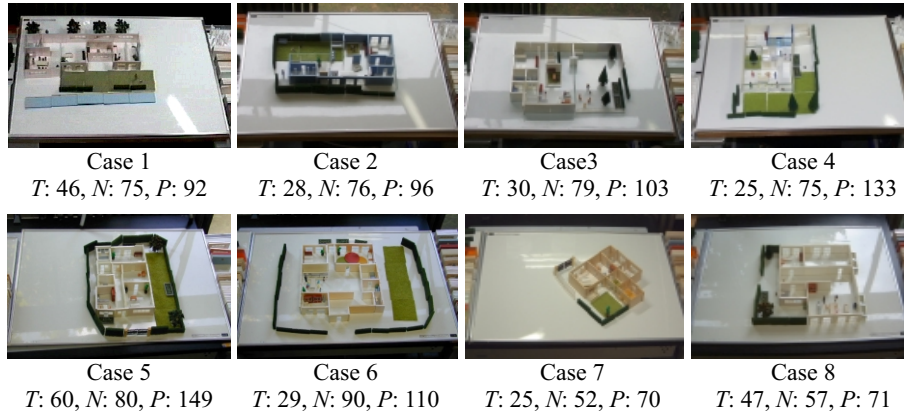 Case 1
T: 46, N: 75, P: 92
Case 2
T: 28, N: 76, P: 96
Case3
T: 30, N: 79, P: 103
Case 4
T: 25, N: 75, P: 133
Case 5
T: 60, N: 80, P: 149
Case 6
T: 29, N: 90, P: 110
Case 7
T: 25, N: 52, P: 70
Case 8
T: 47, N: 57, P: 71